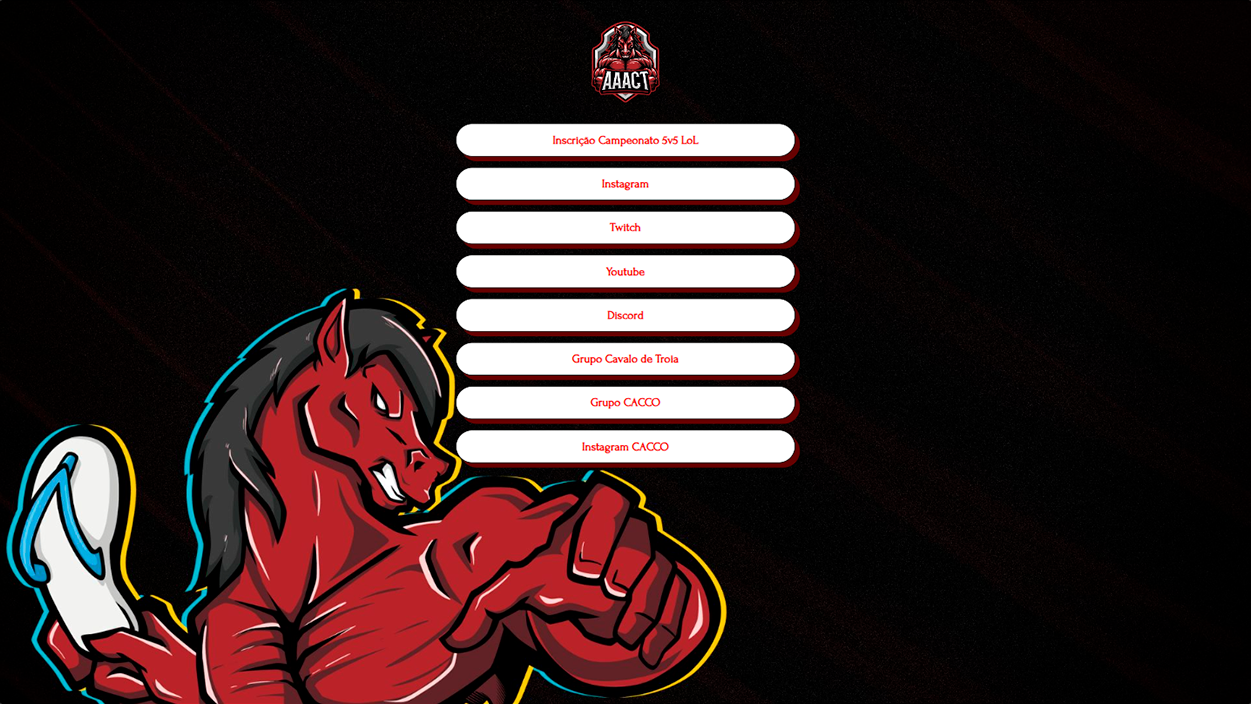 AAACT
Inscrição Campeonato 5v5 LoL
Instagram
Twitch
Youtube
Discord
Grupo Cavalo de Troia
Grupo CACCO
Instagram CACCO